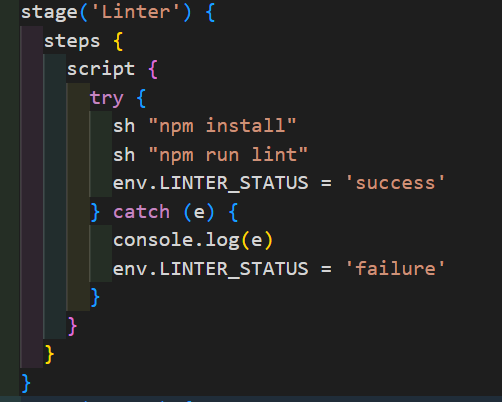 stage('Linter') {
steps {
script {
try {
sh "npm install"
sh "npm run lint"
env.LINTER_STATUS = 'success'
} catch (e) {
console.log(e)
env.LINTER_STATUS = 'failure'
}
}
}
}